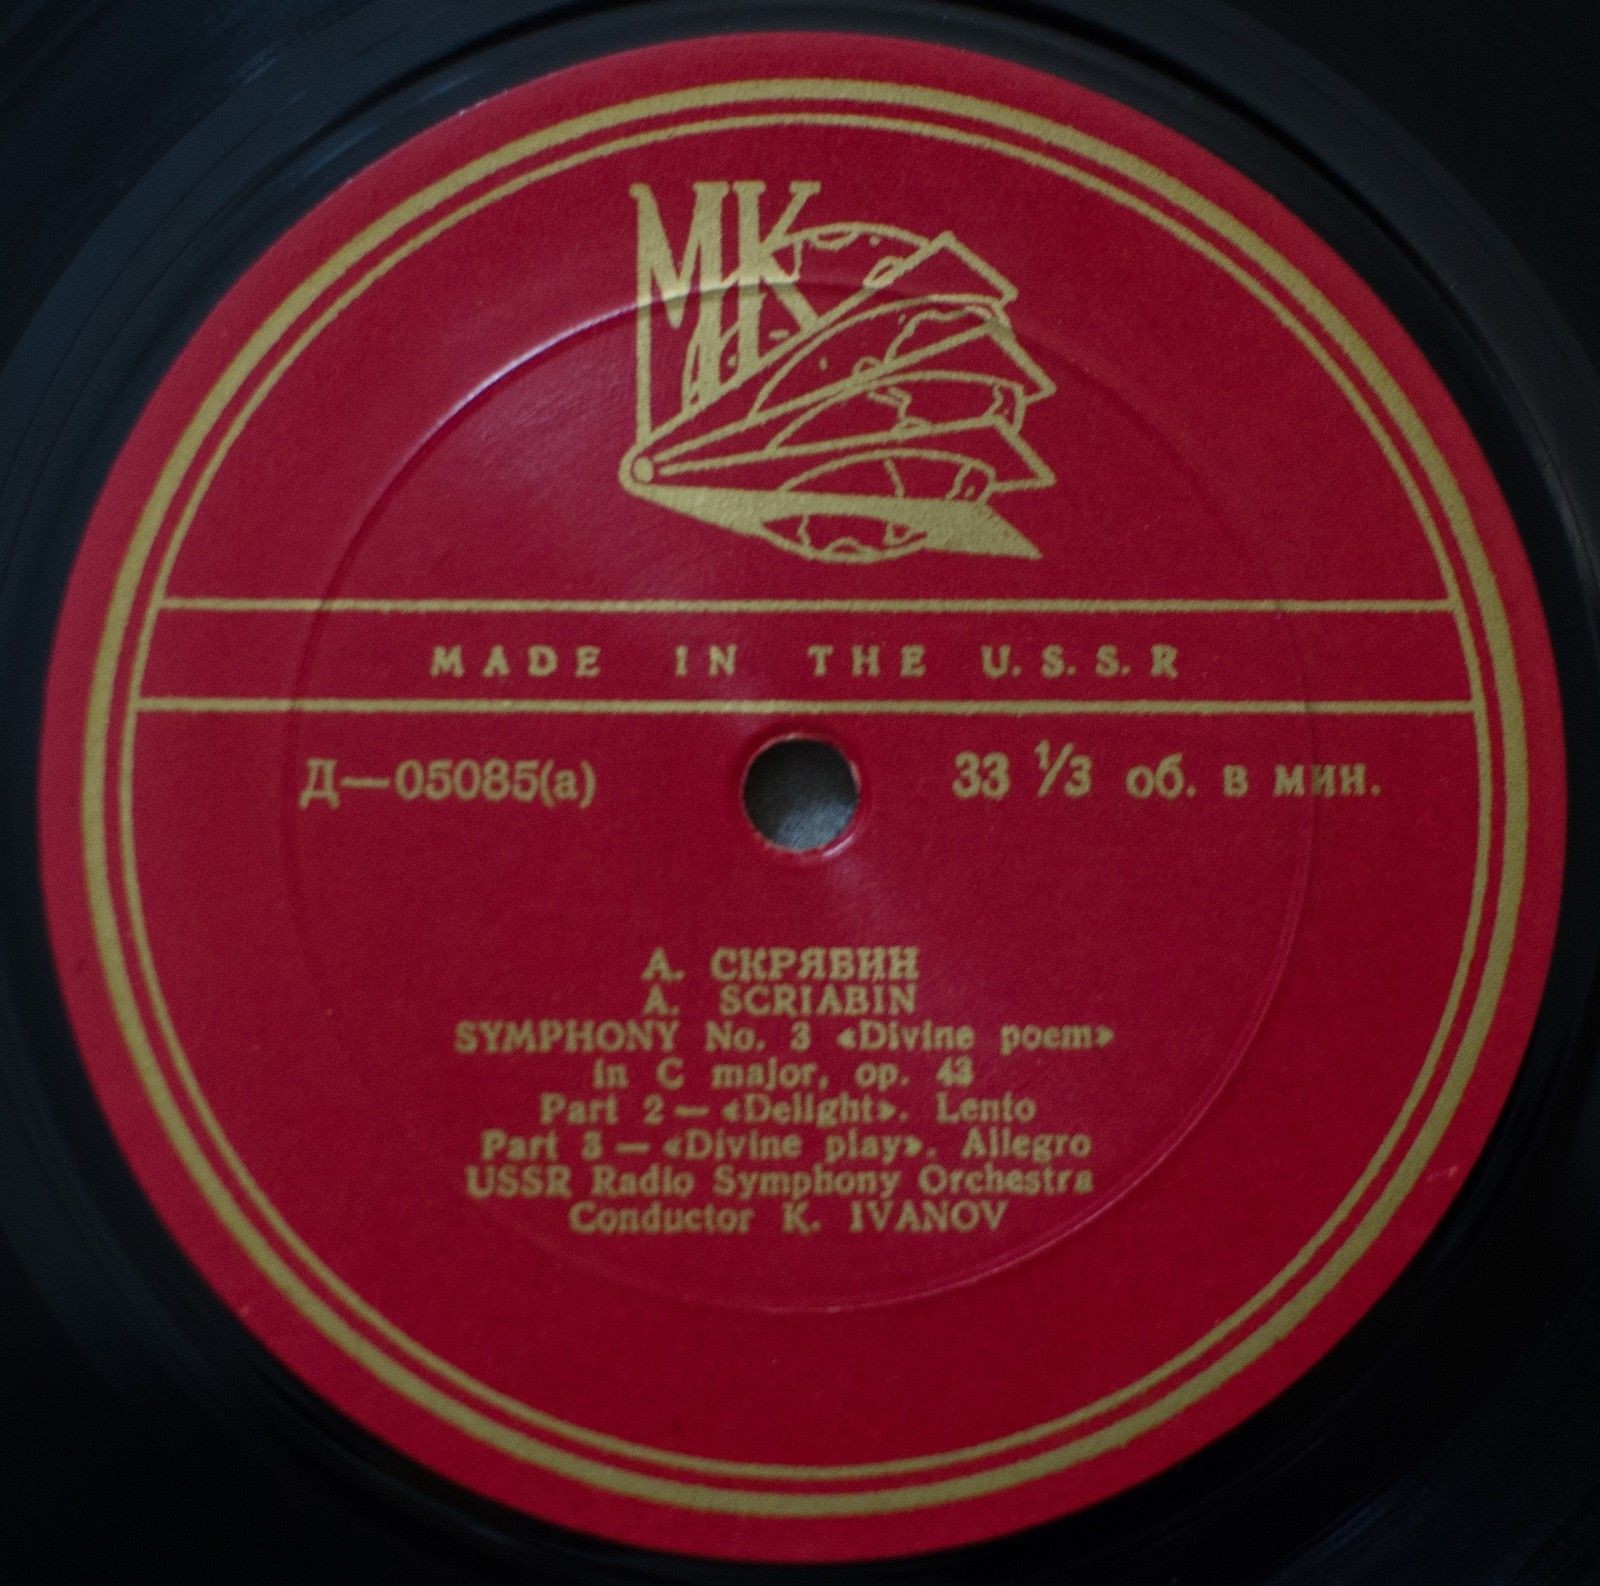 МК
MADE IN THE U.S.S.R
Д—05085(а)
33 ⅓ об. в мин.
А. СКРЯБИН
A. SCRIABIN
SYMPHONY No. 3 «Divine poem»
in C major, op. 43
Part 2 — «Delight». Lento
Part 3 — «Divine play». Allegro
USSR Radio Symphony Orchestra
Conductor K. IVANOV